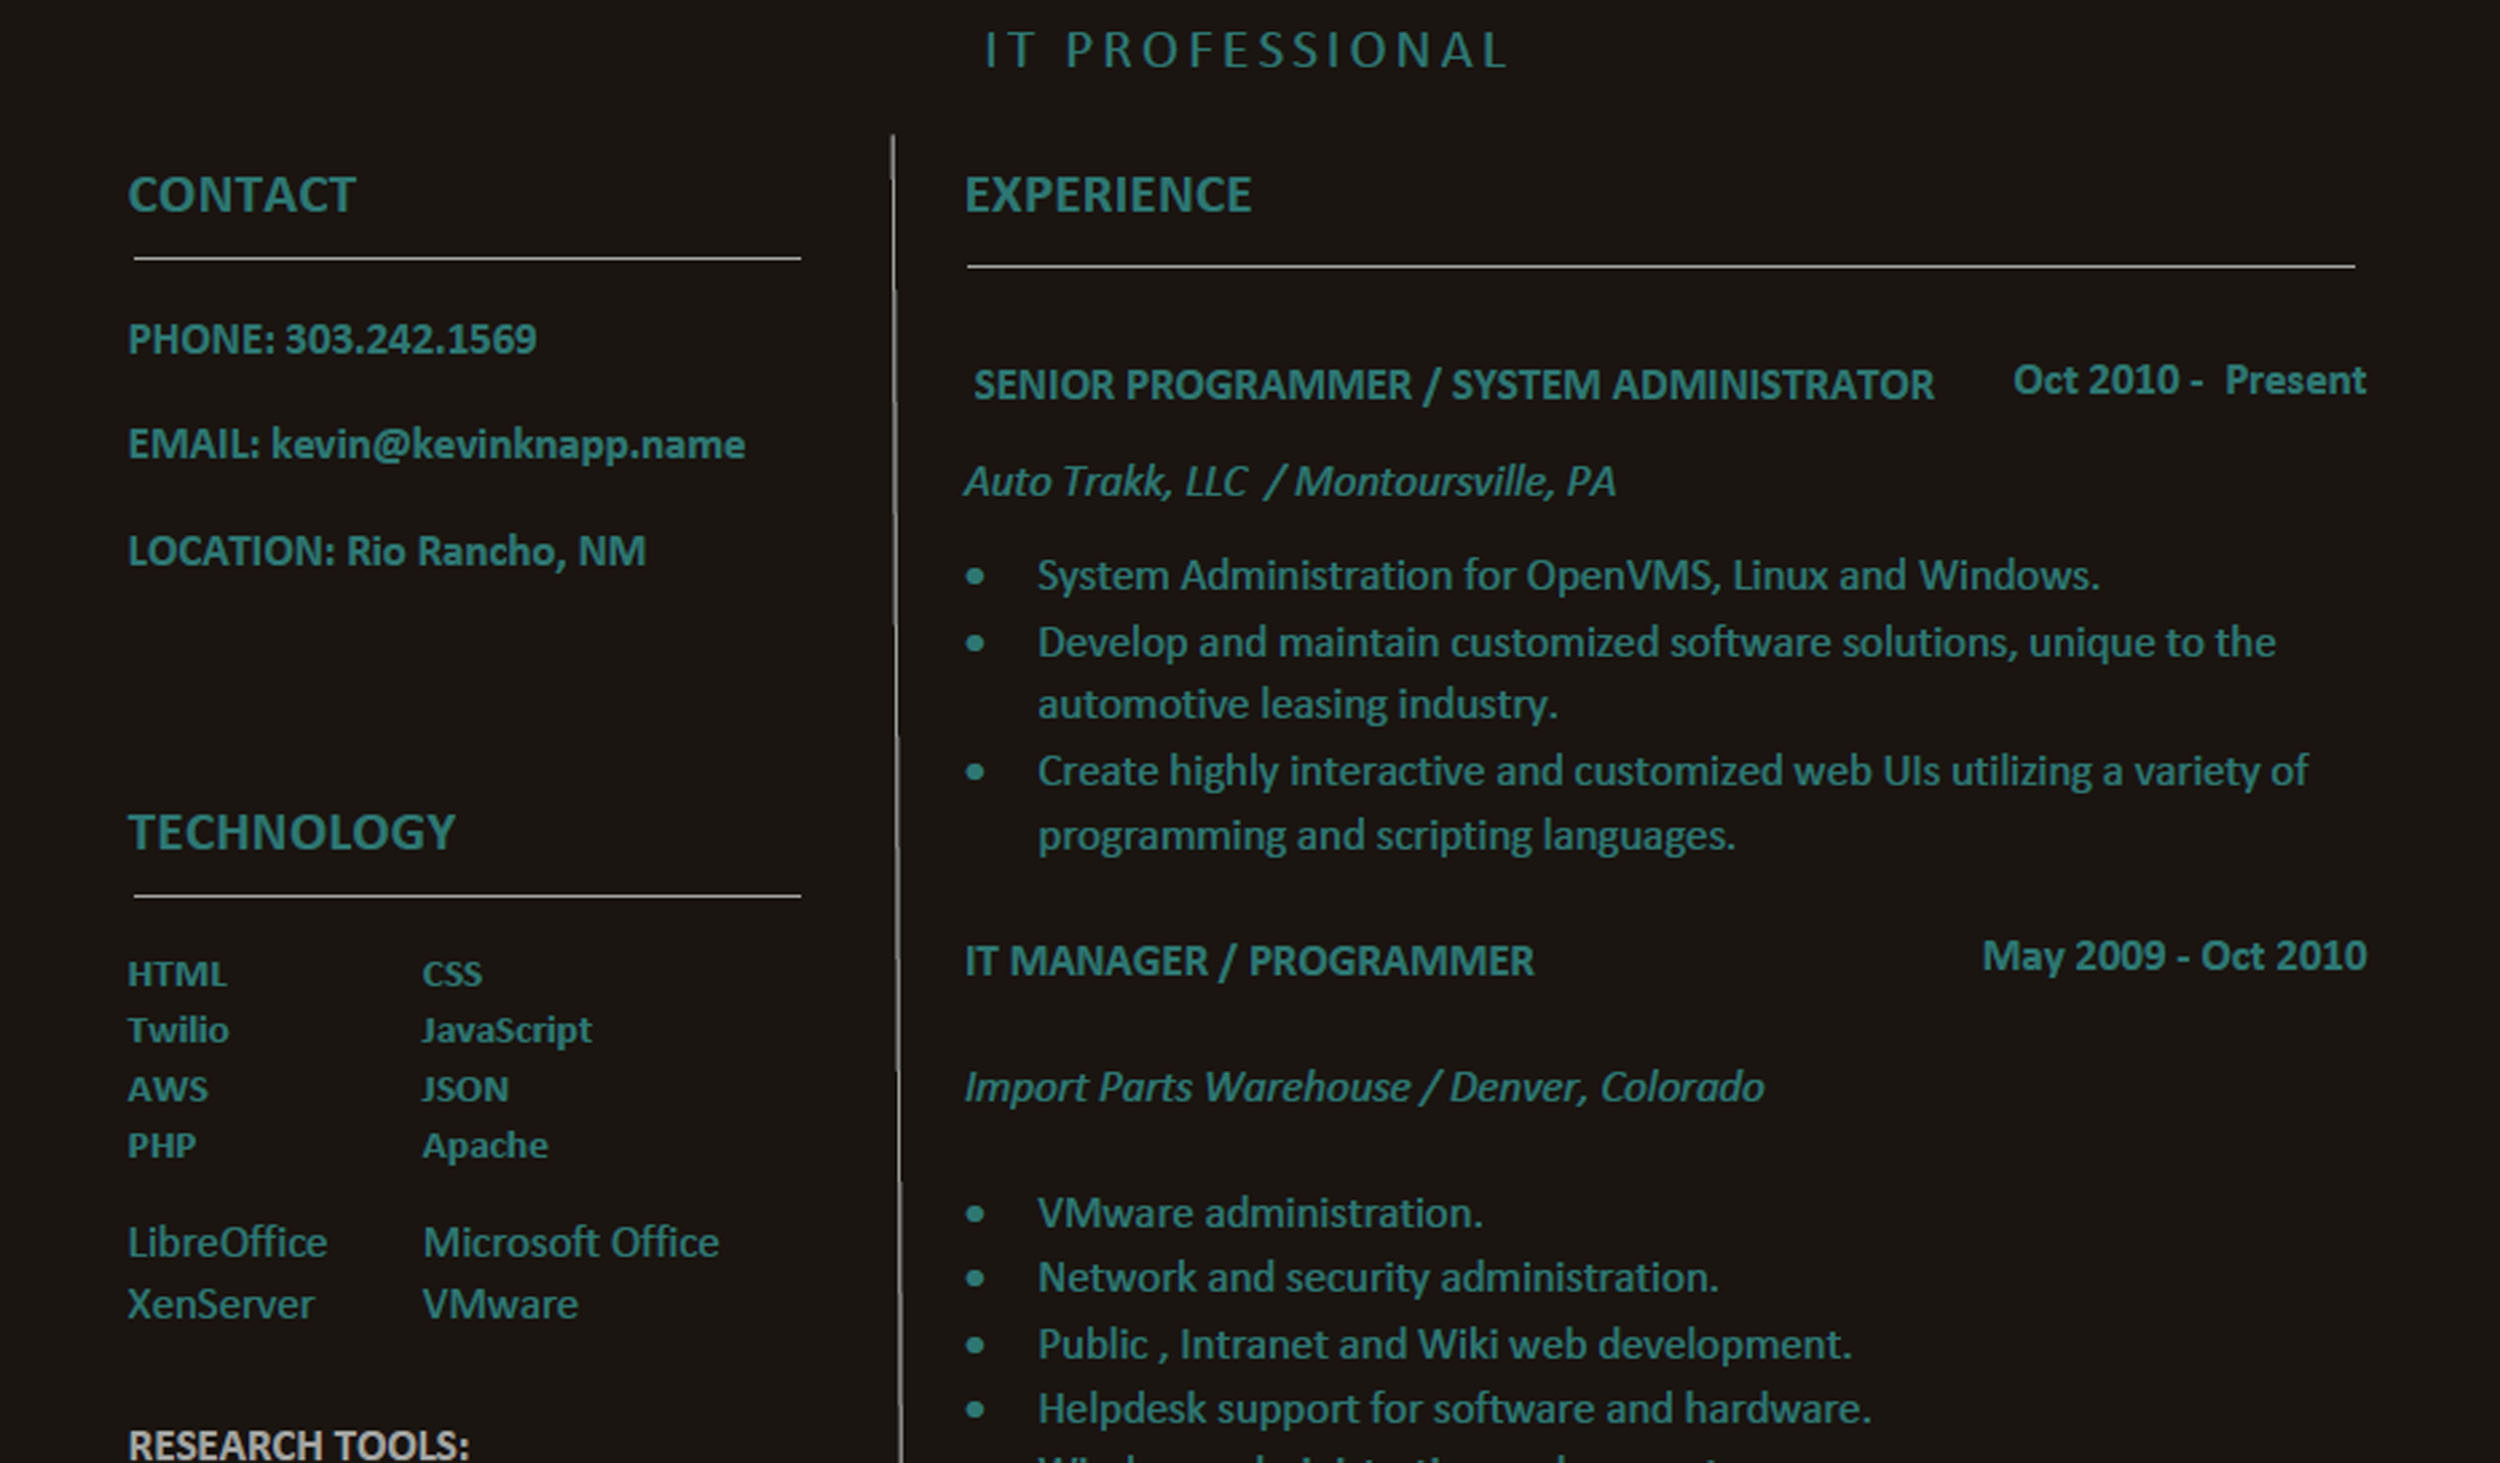 IT PROFESSIONAL
CONTACT
PHONE: 303.242.1569
EMAIL: kevin@kevinknapp.name
LOCATION: Rio Rancho, NM
TECHNOLOGY
HTML CSS
Twilio JavaScript
AWS JSON
PHP Apache
LibreOffice Microsoft Office
XenServer VMware
RESEARCH TOOLS:
EXPERIENCE
SENIOR PROGRAMMER / SYSTEM ADMINISTRATOR Oct 2010 - Present
Auto Trakk, LLC / Montoursville, PA
• System Administration for OpenVMS, Linux and Windows.
• Develop and maintain customized software solutions, unique to the
automotive leasing industry.
• Create highly interactive and customized web UIs utilizing a variety of
programming and scripting languages.
IT MANAGER / PROGRAMMER May 2009 - Oct 2010
Import Parts Warehouse / Denver, Colorado
• VMware administration.
• Network and security administration.
• Public , Intranet and Wiki web development.
• Helpdesk support for software and hardware.